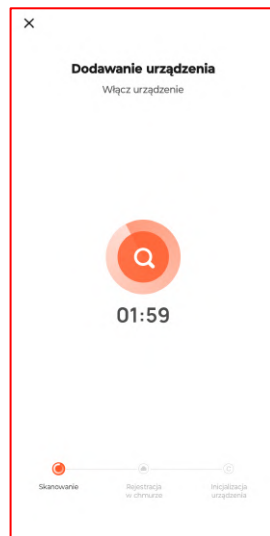 Dodawanie urządzenia
Włącz urządzenie
01:59
Skanowanie
Rejestracja
w chmurze
Inicjalizacja
urządzenia